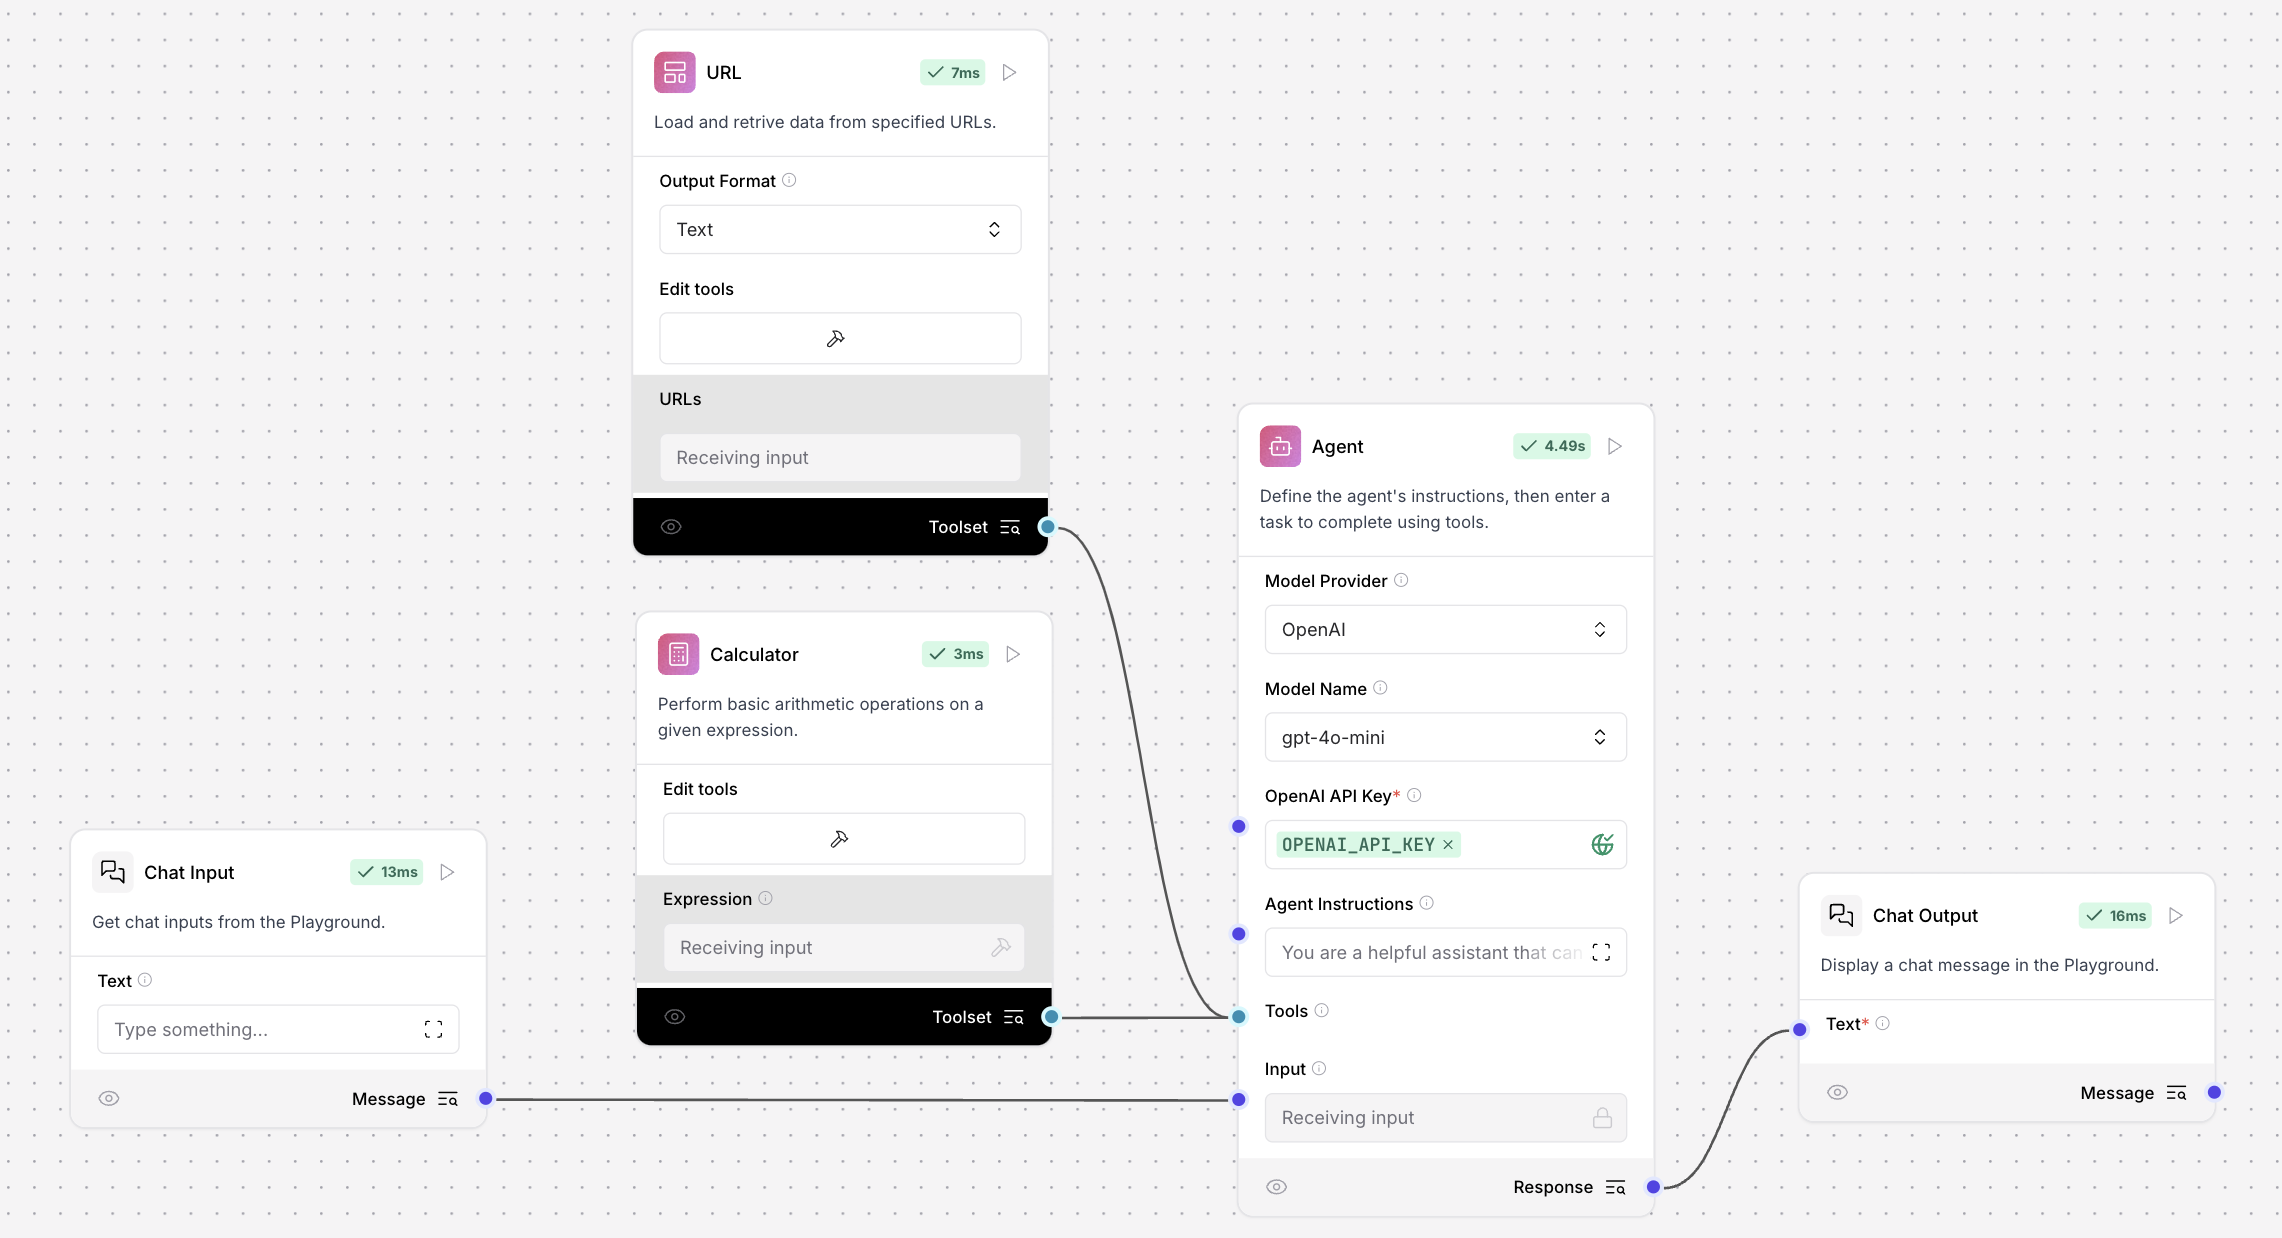 URL
7ms
Load and retrive data from specified URLs.
Output Format
Text
Edit tools
URLs
Receiving input
Toolset
Calculator
3ms
Perform basic arithmetic operations on a
given expression.
Edit tools
Expression
Receiving input
Toolset
Chat Input
13ms
Get chat inputs from the Playground.
Text
Type something...
Message
Agent
4.49s
Define the agent's instructions, then enter a
task to complete using tools.
Model Provider
OpenAI
Model Name
gpt-4o-mini
OpenAI API Key*
OPENAI_API_KEY ×
Agent Instructions
You are a helpful assistant that can
Tools
Input
Receiving input
Response
Chat Output
16ms
Display a chat message in the Playground.
Text*
Message